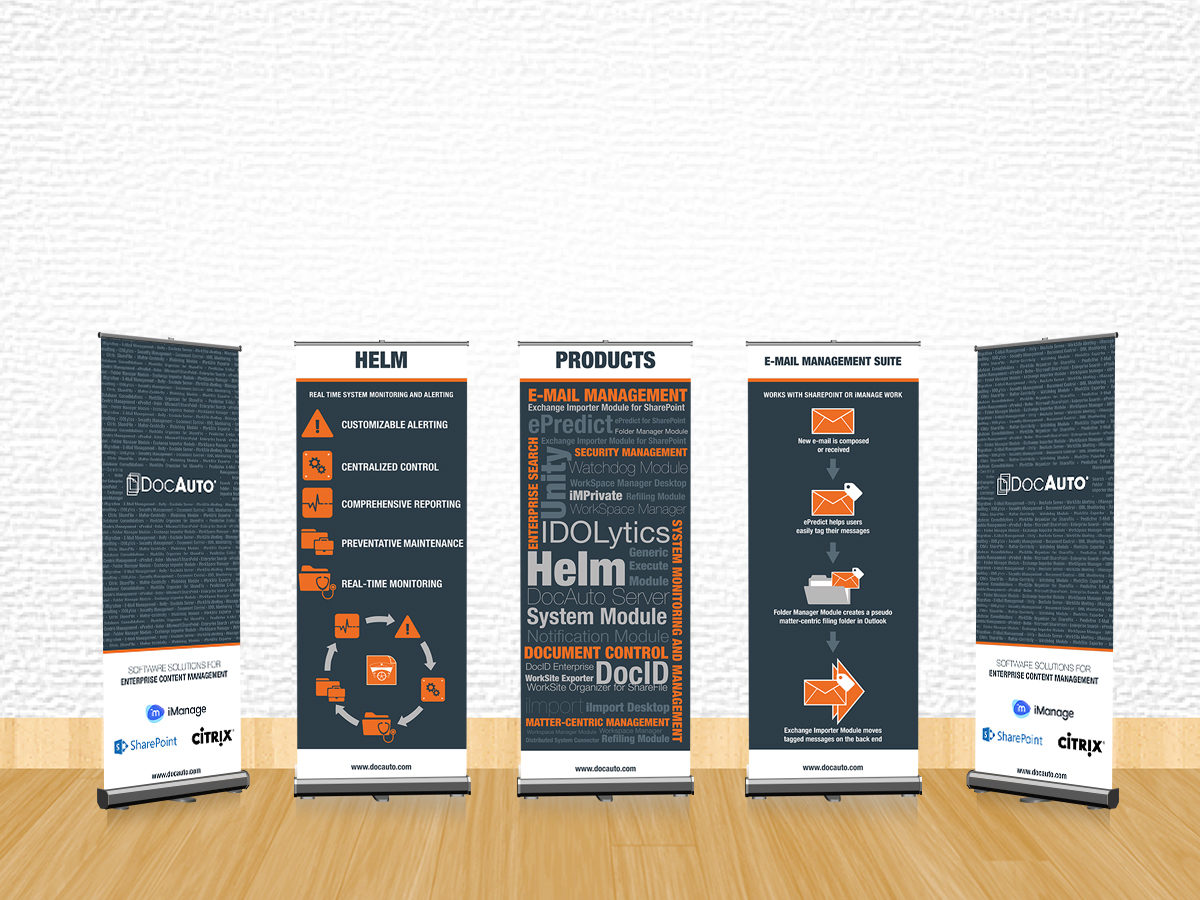 DocAuto
SOFTWARE SOLUTIONS FOR
ENTERPRISE CONTENT MANAGEMENT
iManage
SharePoint
CİTRIX
www.docauto.com
HELM
REAL TIME SYSTEM MONITORING AND ALERTING
CUSTOMIZABLE ALERTING
CENTRALIZED CONTROL
COMPREHENSIVE REPORTING
PREVENTATIVE MAINTENANCE
REAL-TIME MONITORING
www.docauto.com
PRODUCTS
E-MAIL MANAGEMENT
Exchange Importer Module for SharePoint
ePredict
ePredict for SharePoint
Folder Manager Module
Exchange Importer Module for SharePoint
ENTERPRISE SEARCH
Unity
SECURITY MANAGEMENT
Watchdog Module
WorkSpace Manager Desktop
iMPrivate
Refiling Module
WorkSpace Manager
IDOLytics
SYSTEM MONITORING AND MANAGEMENT
Helm
Generic
Execute
Module
DocAuto Server
System Module
Notification Module
DOCUMENT CONTROL
DocID Enterprise
DocID
WorkSite Exporter
WorkSite Organizer for ShareFile
iImport
iImport Desktop
MATTER-CENTRIC MANAGEMENT
Workspace Manager Module
Workspace Manager
Distributed System Connector
Refiling Module
www.docauto.com
E-MAIL MANAGEMENT SUITE
WORKS WITH SHAREPOINT OR IMANAGE WORK
New e-mail is composed
or received
ePredict helps users
easily tag their messages
Folder Manager Module creates a pseudo
matter-centric filing folder in Outlook
Exchange Importer Module moves
tagged messages on the back end
www.docauto.com
DocAuto
SOFTWARE SOLUTIONS FOR
ENTERPRISE CONTENT MANAGEMENT
iManage
SharePoint
CİTRIX
www.docauto.com